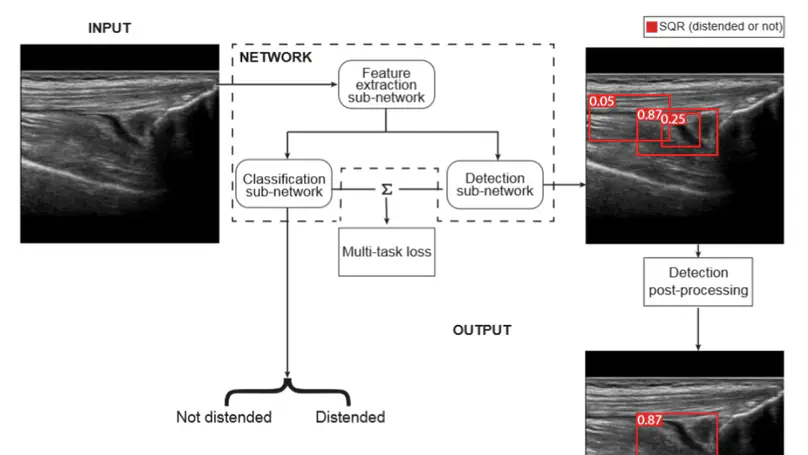 INPUT
SQR (distended or not)
NETWORK
Feature
extraction
sub-network
0.05
0.87
0.25
Classification
sub-network
Σ
Detection
sub-network
Multi-task loss
Detection
post-processing
OUTPUT
0.87
Not distended
Distended